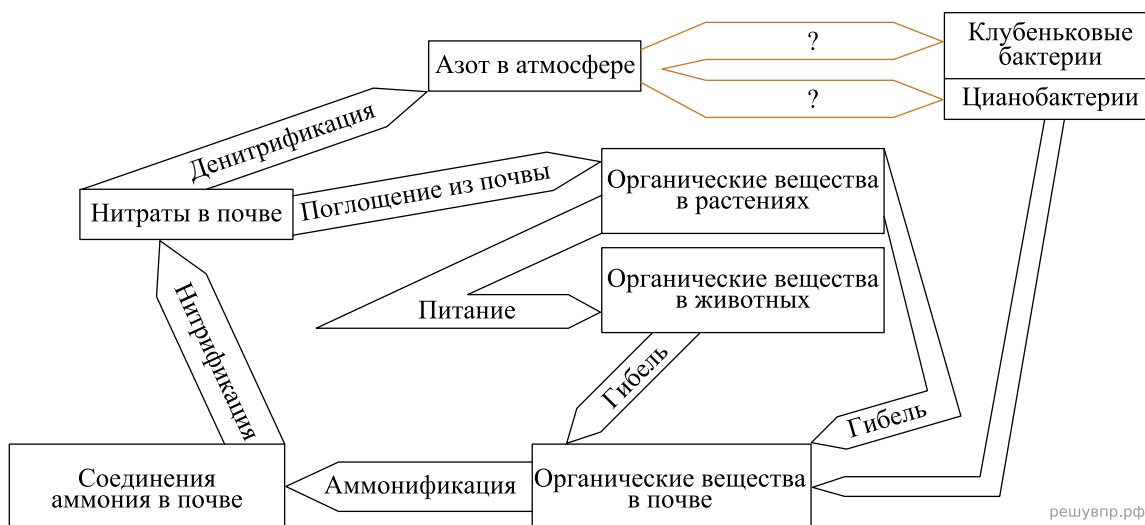 ?
Клубеньковые
бактерии
Азот в атмосфере
?
Цианобактерии
Денитрификация
Поглощение из почвы
Органические вещества
в растениях
Нитраты в почве
Органические вещества
в животных
Питание
Нитрификация
Гибель
Гибель
Соединения
аммония в почве
Аммонификация
Органические вещества
в почве
решувпр.рф